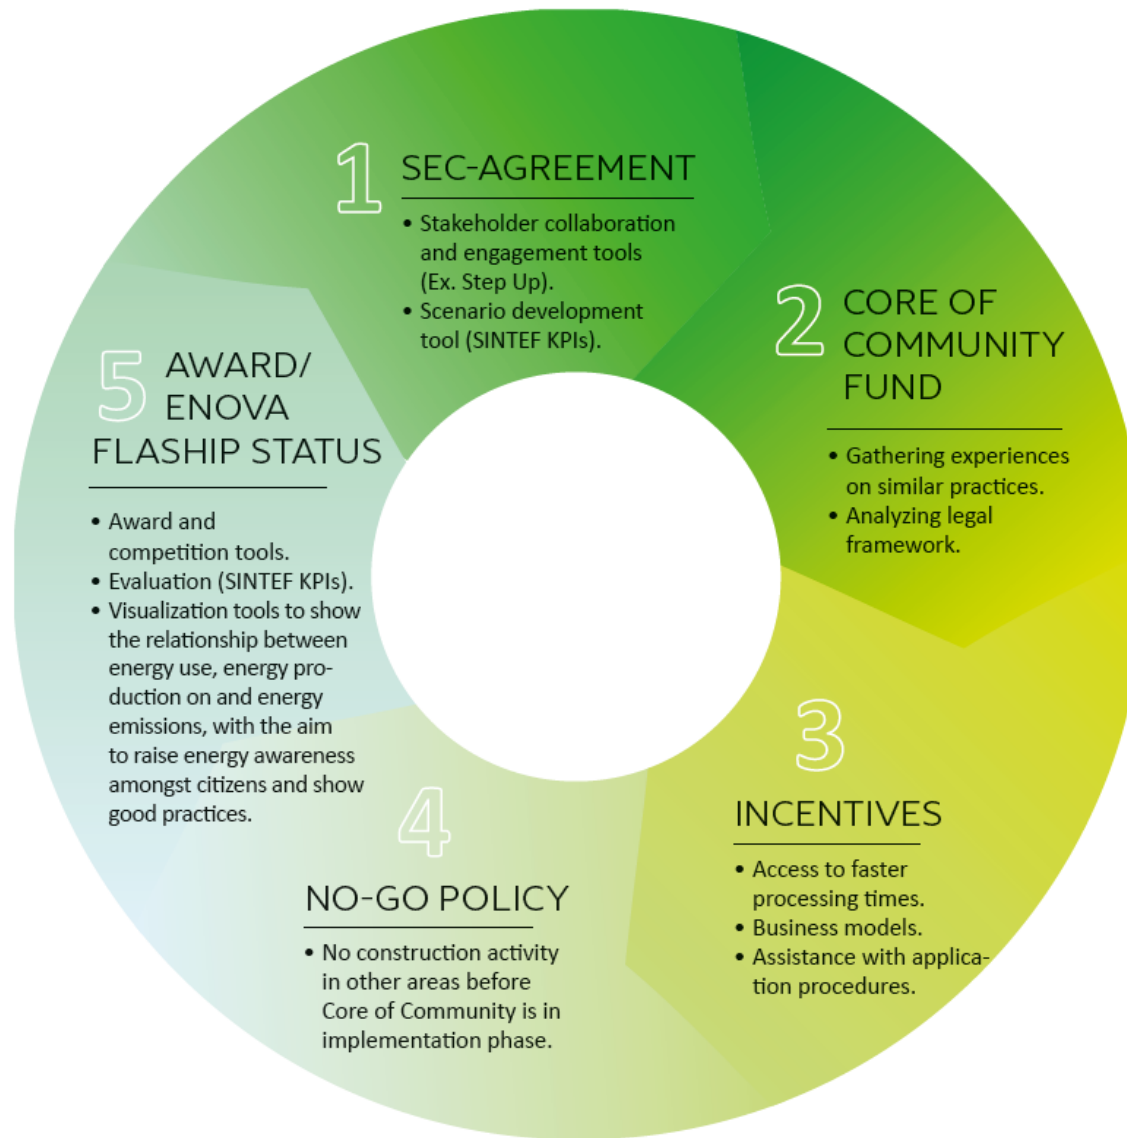 1
SEC-AGREEMENT
• Stakeholder collaboration
and engagement tools
(Ex. Step Up).
• Scenario development
tool (SINTEF KPIs).
2
CORE OF
COMMUNITY
FUND
• Gathering experiences
on similar practices.
• Analyzing legal
framework.
3
INCENTIVES
• Access to faster
processing times.
• Business models.
• Assistance with applica-
tion procedures.
4
NO-GO POLICY
• No construction activity
in other areas before
Core of Community is in
implementation phase.
5
AWARD/
ENOVA
FLASHIP STATUS
• Award and
competition tools.
• Evaluation (SINTEF KPIs).
• Visualization tools to show
the relationship between
energy use, energy pro-
duction on and energy
emissions, with the aim
to raise energy awareness
amongst citizens and show
good practices.